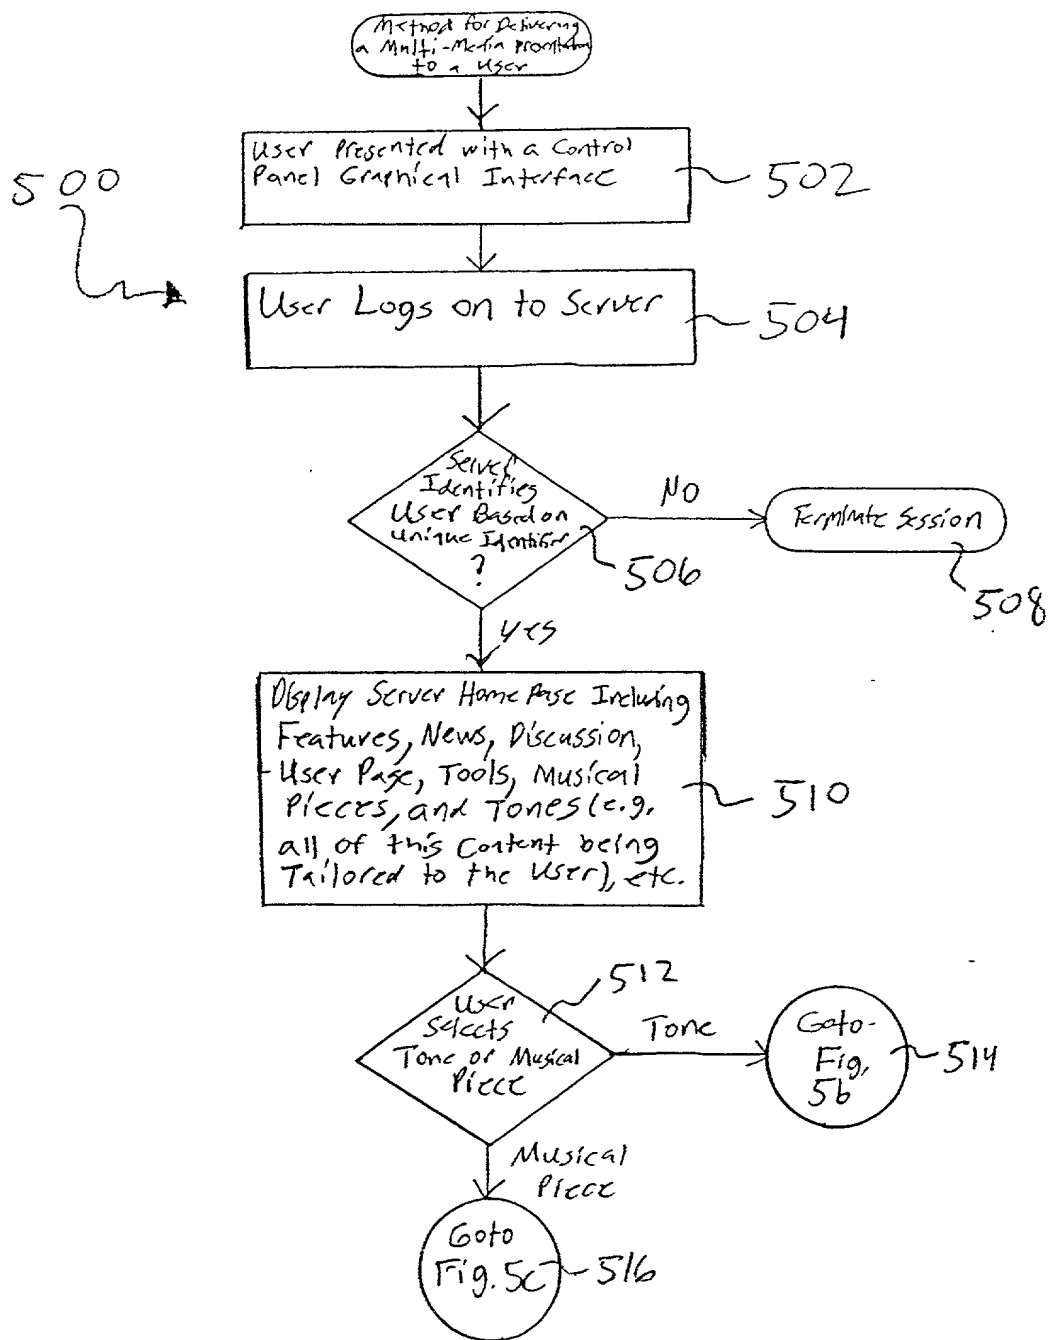 Method for Delivering
a Multi-Media
to a User
User Presented with a Control
Panel Graphical Interface
502
500
User Logs on to Server
504
Server
Identifies
User Based on
Unique Identifier
?
506
NO
Terminate Session
508
Yes
Display Server Home Page Including
Features, News, Discussion,
User Page, Tools, Musical
Pieces, and Tones (e.g.
all of this Content being
Tailored to the User), etc.
510
512
User
Selects
Tone or Musical
Piece
Tone
Goto
Fig.
5b
514
Musical
Piece
Goto
Fig. 5c
516